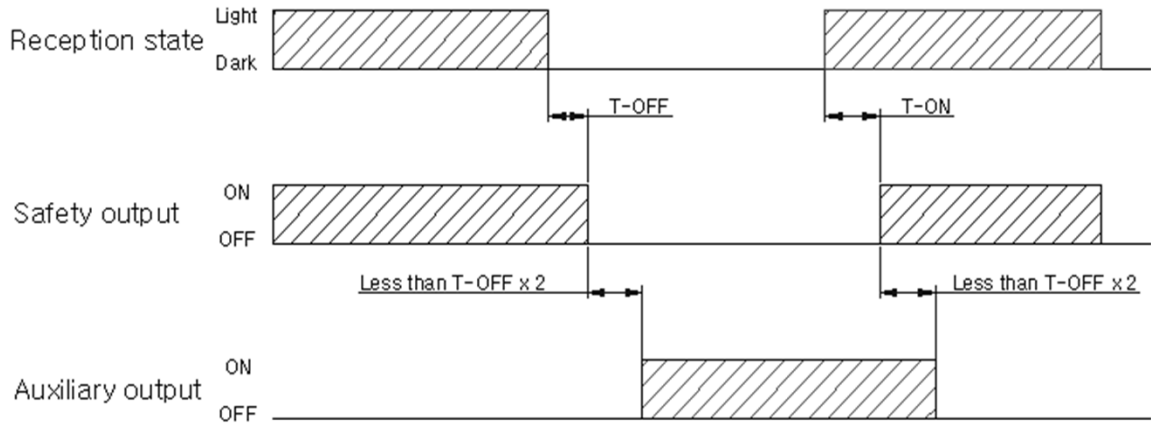 Light
Reception state
Dark
T-OFF
T-ON
ON
Safety output
OFF
Less than T-OFF x 2
Less than T-OFF x 2
ON
Auxiliary output
OFF